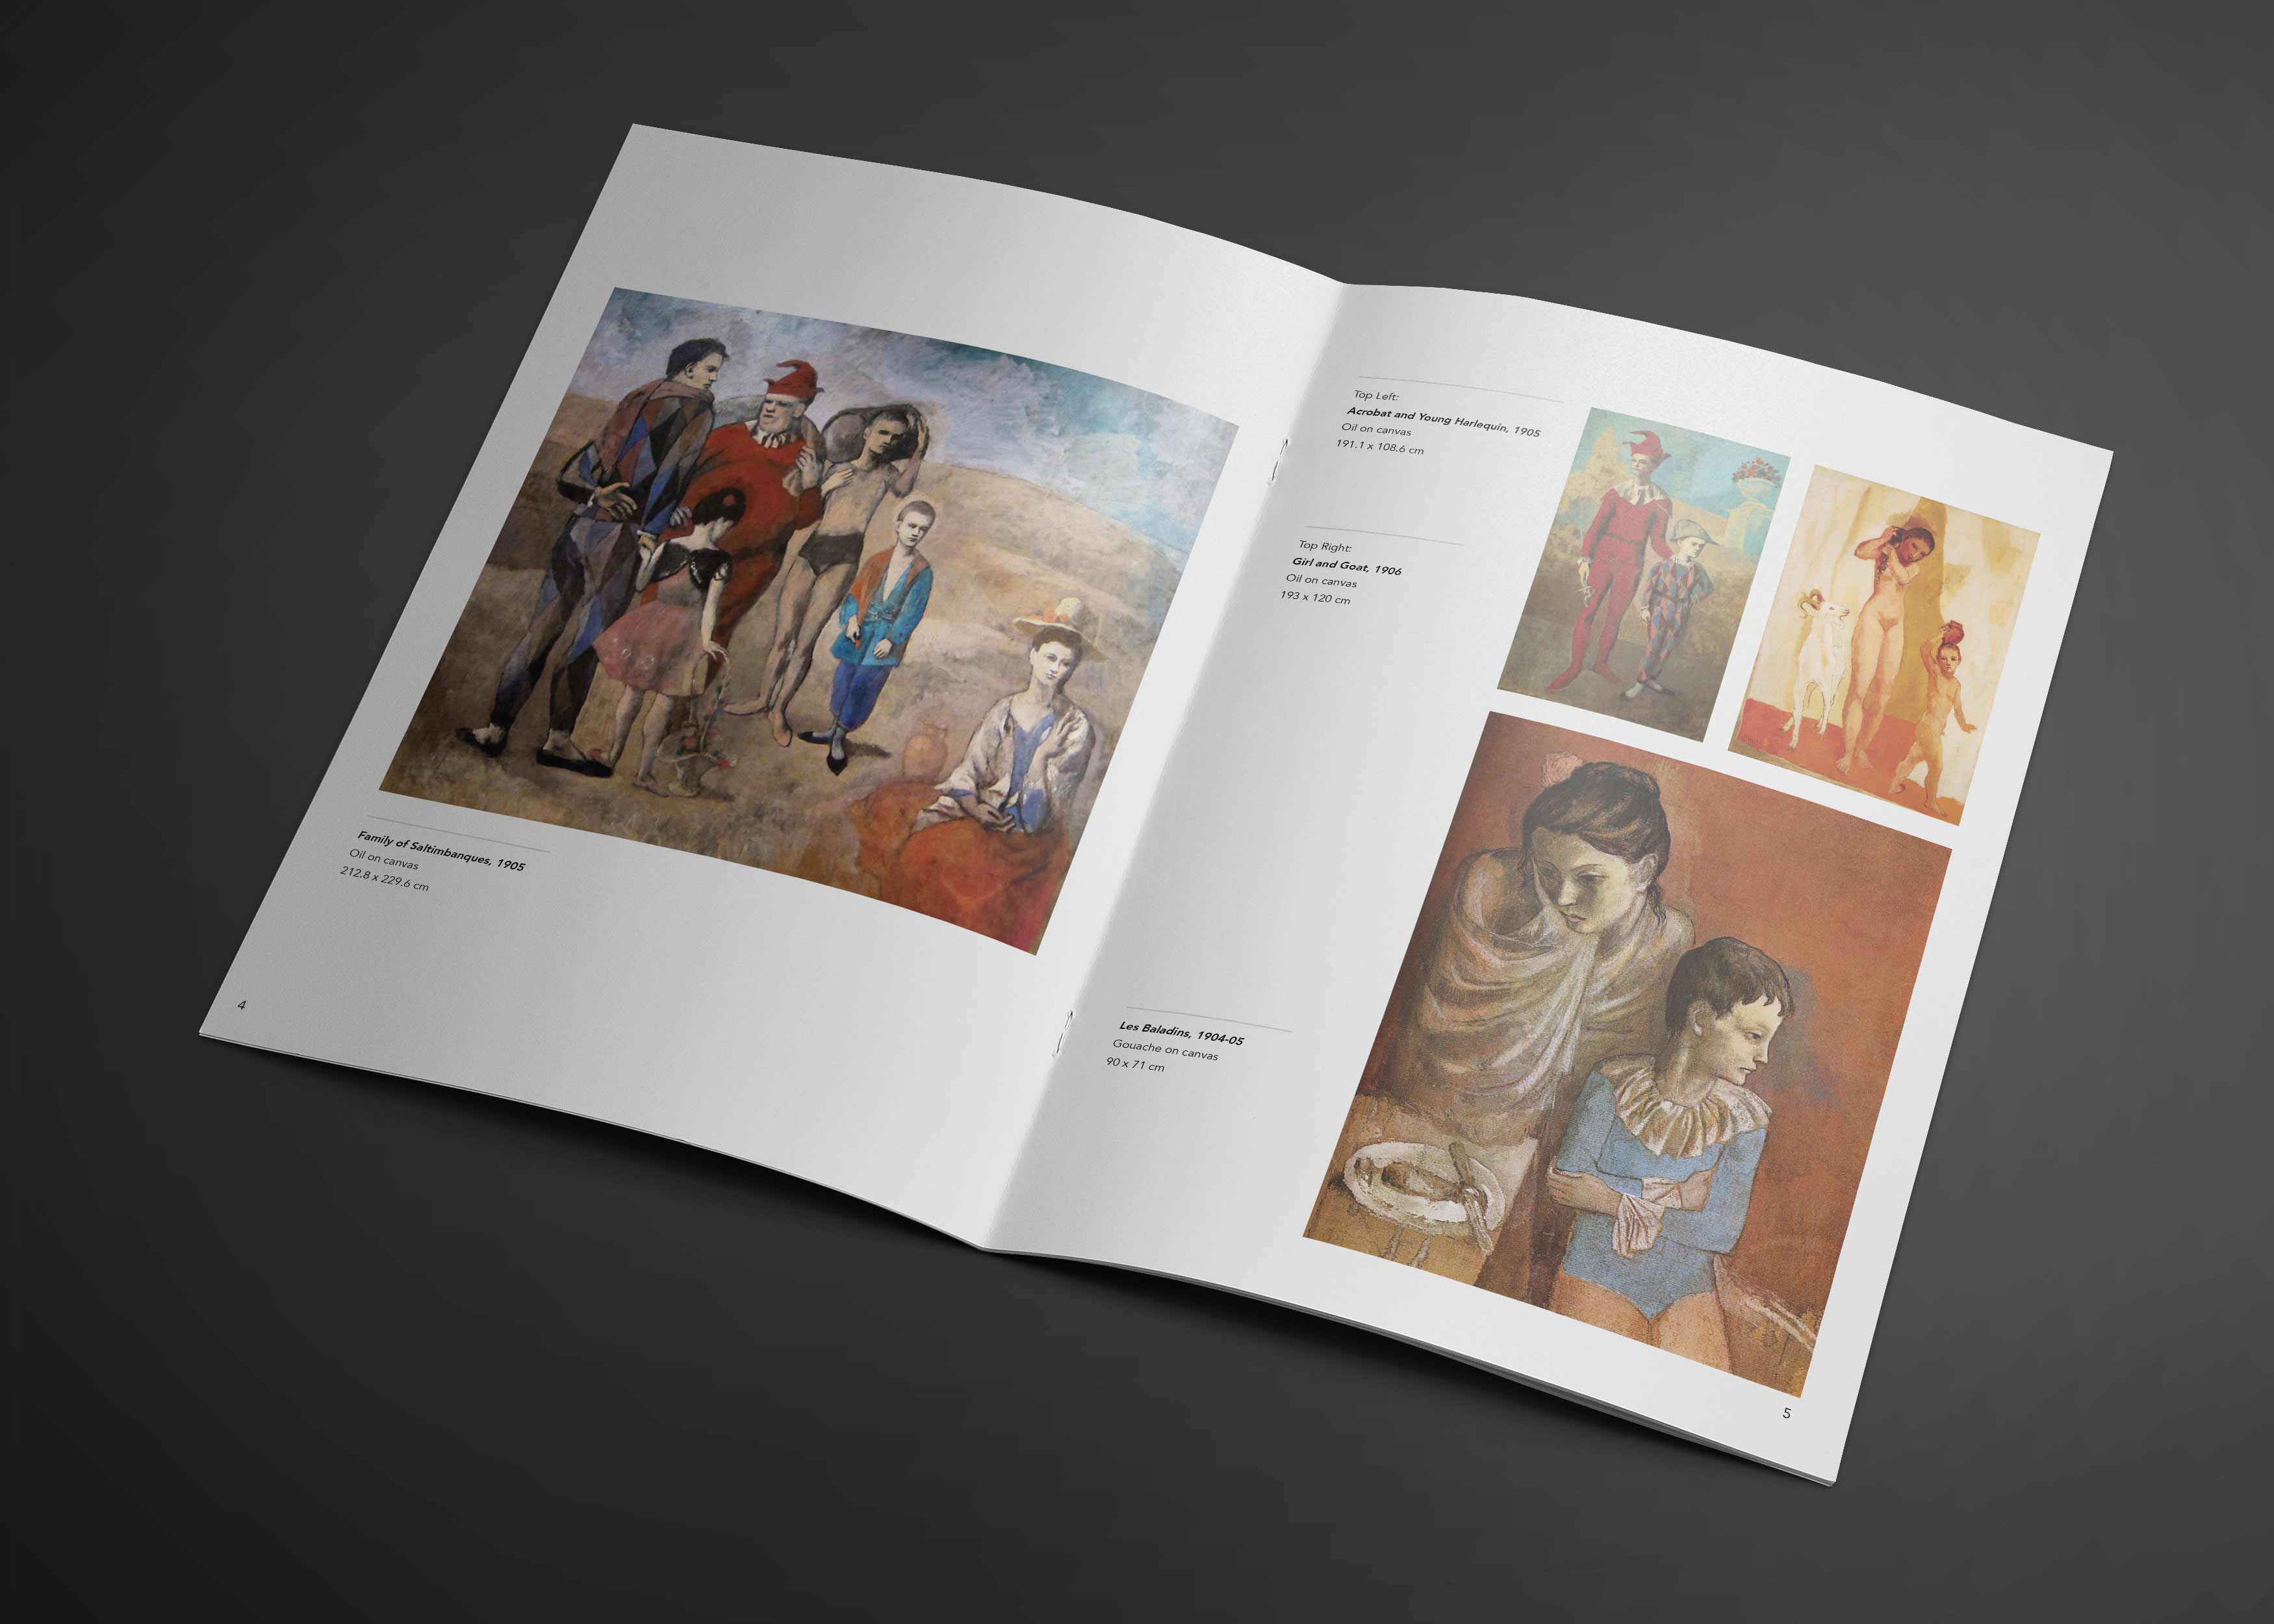 Family of Saltimbanques, 1905
Oil on canvas
212.8 x 229.6 cm
4
Top Left:
Acrobat and Young Harlequin, 1905
Oil on canvas
191.1 x 108.6 cm
Top Right:
Girl and Goat, 1906
Oil on canvas
193 x 120 cm
Les Baladins, 1904-05
Gouache on canvas
90 x 71 cm
5